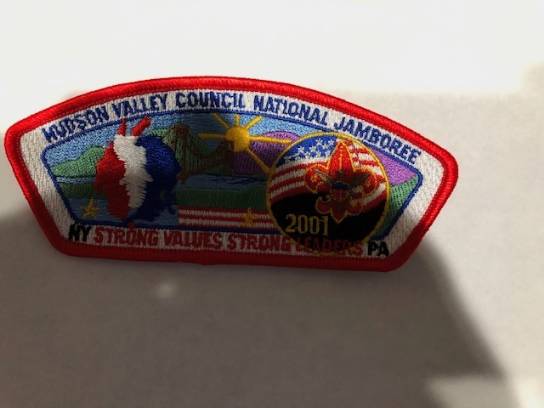 HUDSON VALLEY COUNCIL NATIONAL JAMBOREE
2001
NY STRONG VALUES STRONG LEADERS PA